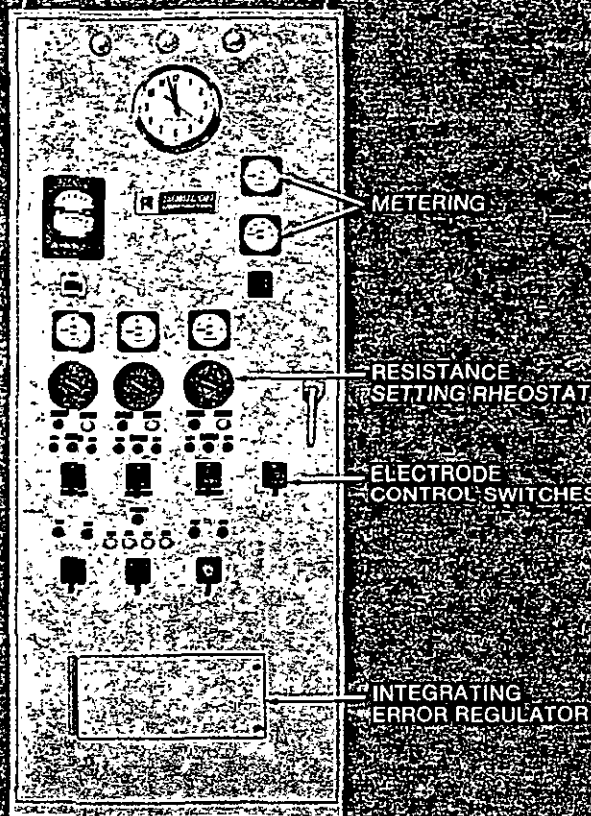 METERING
RESISTANCE
SETTING RHEOSTAT
ELECTRODE
CONTROL SWITCHES
INTEGRATING
ERROR REGULATOR